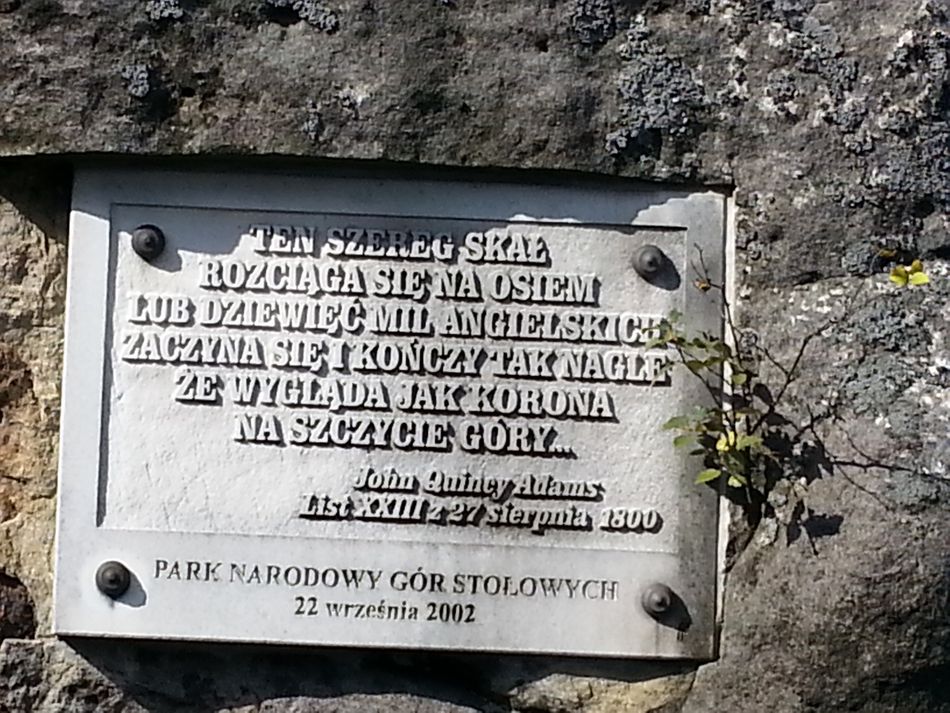 TEN SZEREG SKAŁ
ROZCIĄGA SIĘ NA OSIEM
LUB DZIEWIĘĆ MIL ANGIELSKICH
ZACZYNA SIĘ I KOŃCZY TAK NAGLE
ŻE WYGLĄDA JAK KORONA
NA SZCZYCIE GÓRY...
John Quincy Adams
List XXIII z 27 sierpnia 1800
PARK NARODOWY GÓR STOŁOWYCH
22 września 2002